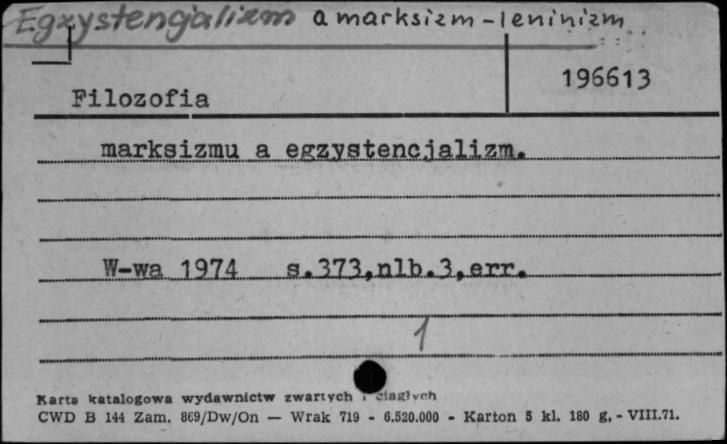 Egzystencjalizm a marksizm-leninizm
196613
Filozofia
marksizmu a egzystencjalizm.
W-wa 1974 s.373,nlb.3,err.
1
Karta katalogowa wydawnictw zwartych i ciągłych
CWD B 144 Zam. 869/Dw/On — Wrak 719 - 6.520.000 - Karton 5 kl. 180 g. - VIII.71.